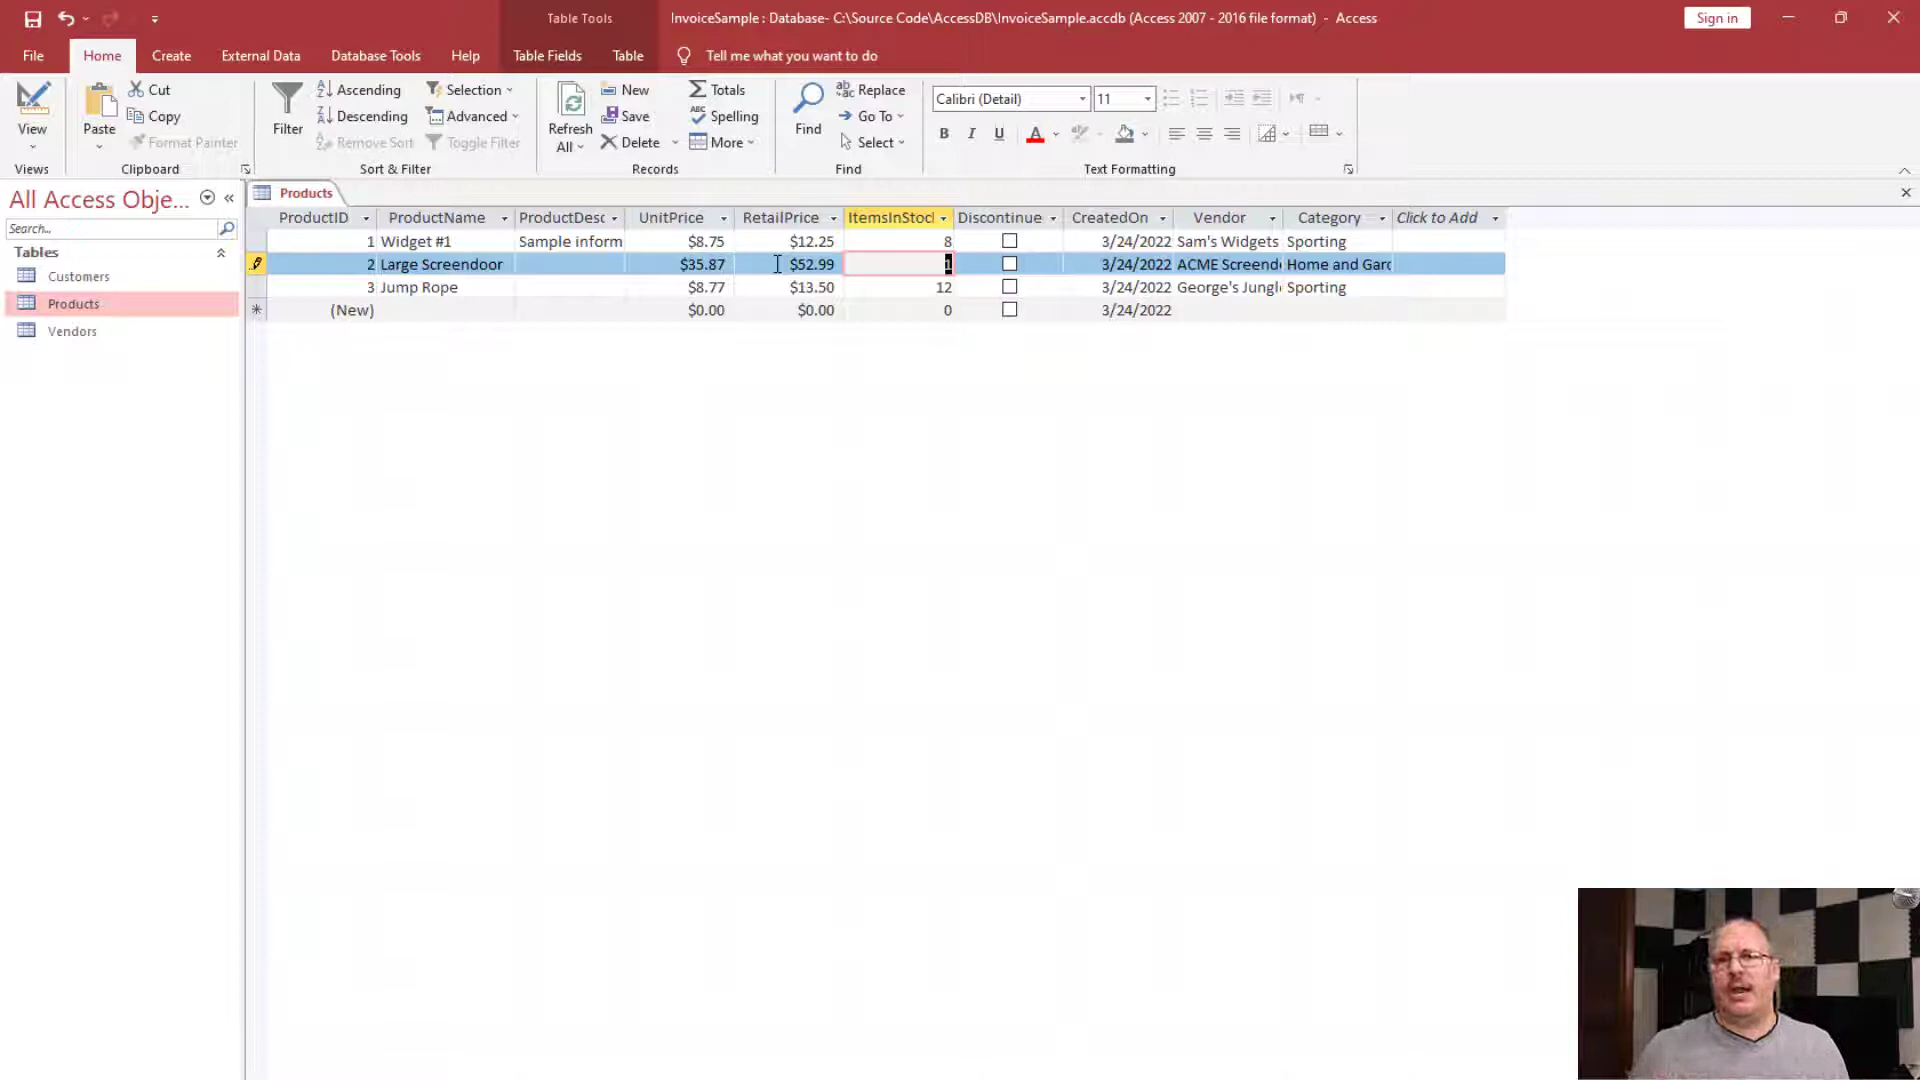 Table Tools
InvoiceSample : Database- C:\Source Code\AccessDB\InvoiceSample.accdb (Access 2007 - 2016 file format) - Access
Sign in
File Home Create External Data Database Tools Help Table Fields Table Tell me what you want to do
View
Views
Paste
Cut
Copy
Format Painter
Clipboard
Filter
Ascending
Descending
Remove Sort
Selection
Advanced
Toggle Filter
Sort & Filter
Refresh
All
New
Save
Delete
Totals
Spelling
More
Records
Find
Replace
Go To
Select
Find
Calibri (Detail) 11
B I U A
Text Formatting
All Access Obje...
Search...
Tables
Customers
Products
Vendors
Products
ProductID ProductName ProductDesc UnitPrice RetailPrice ItemsInStocl Discontinue CreatedOn Vendor Category Click to Add
1 Widget #1 Sample inform $8.75 $12.25 8 3/24/2022 Sam's Widgets Sporting
2 Large Screendoor $35.87 $52.99 1 3/24/2022 ACME Screend Home and Gard
3 Jump Rope $8.77 $13.50 12 3/24/2022 George's Jungl Sporting
(New) $0.00 $0.00 0 3/24/2022